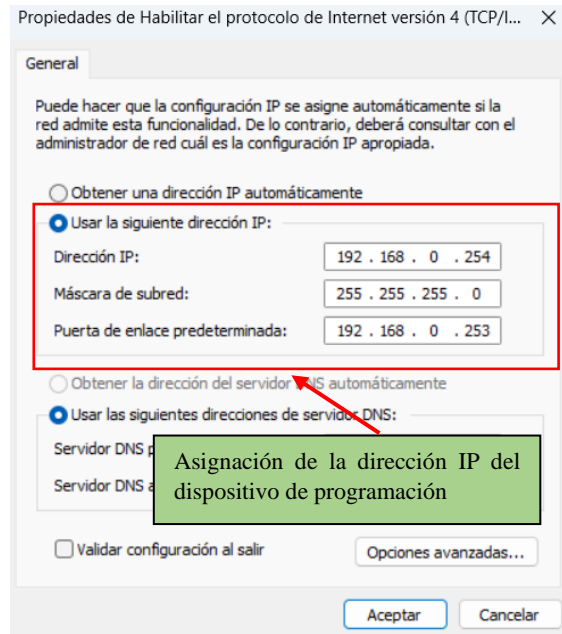 Propiedades de Habilitar el protocolo de Internet versión 4 (TCP/I...
General
Puede hacer que la configuración IP se asigne automáticamente si la
red admite esta funcionalidad. De lo contrario, deberá consultar con el
administrador de red cuál es la configuración IP apropiada.
Obtener una dirección IP automáticamente
Usar la siguiente dirección IP:
Dirección IP: 192 . 168 . 0 . 254
Máscara de subred: 255 . 255 . 255 . 0
Puerta de enlace predeterminada: 192 . 168 . 0 . 253
Obtener la dirección del servidor DNS automáticamente
Usar las siguientes direcciones de servidor DNS:
Servidor DNS
Servidor DNS
Asignación de la dirección IP del
dispositivo de programación
Validar configuración al salir
Opciones avanzadas...
Aceptar Cancelar